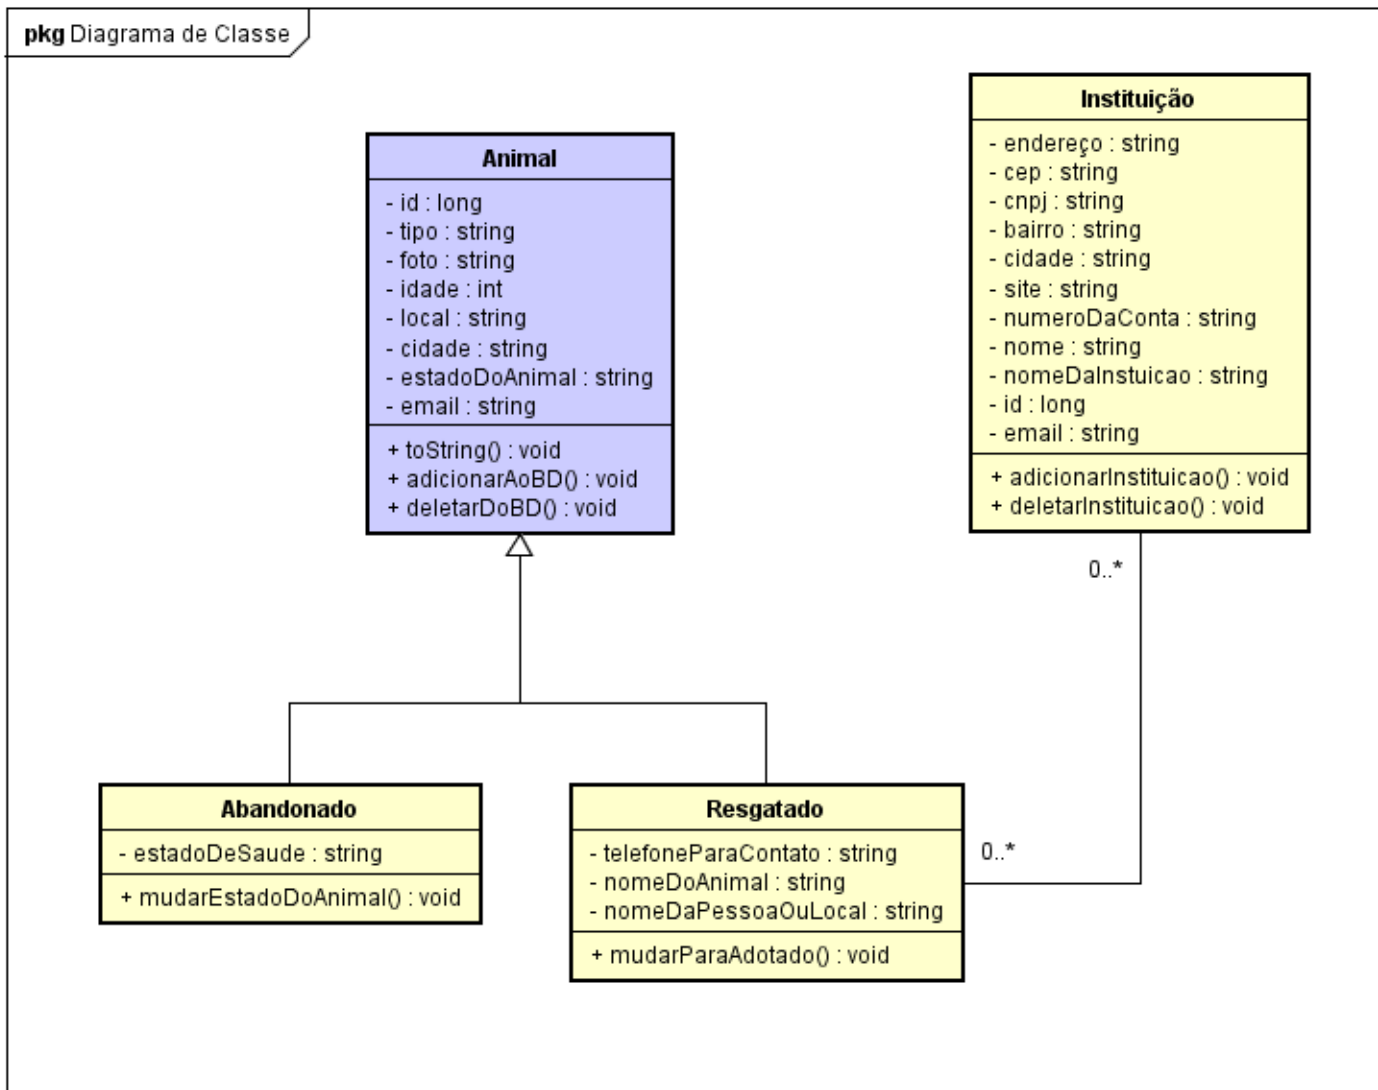 pkg Diagrama de Classe
Animal
- id : long
- tipo : string
- foto : string
- idade : int
- local : string
- cidade : string
- estadoDoAnimal : string
- email : string
+ toString() : void
+ adicionarAoBD() : void
+ deletarDoBD() : void
Instituição
- endereço : string
- cep : string
- cnpj : string
- bairro : string
- cidade : string
- site : string
- numeroDaConta : string
- nome : string
- nomeDaInstuicao : string
- id : long
- email : string
+ adicionarInstituicao() : void
+ deletarInstituicao() : void
0..*
Abandonado
- estadoDeSaude : string
+ mudarEstadoDoAnimal() : void
Resgatado
- telefoneParaContato : string
- nomeDoAnimal : string
- nomeDaPessoaOuLocal : string
+ mudarParaAdotado() : void
0..*